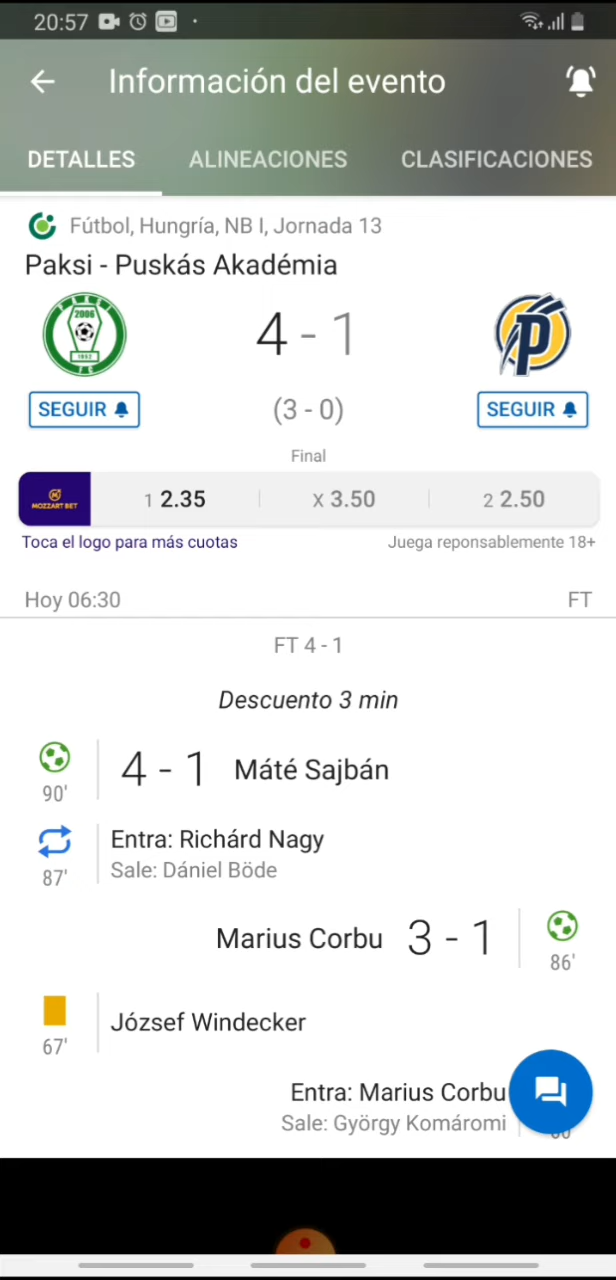 20:57
Información del evento
DETALLES ALINEACIONES CLASIFICACIONES
Fútbol, Hungría, NB I, Jornada 13
Paksi - Puskás Akadémia
2006
1952
4 - 1
P
SEGUIR (3 - 0) SEGUIR
Final
MOZZART BET 1 2.35 X 3.50 2 2.50
Toca el logo para más cuotas Juega reponsablemente 18+
Hoy 06:30 FT
FT 4 - 1
Descuento 3 min
4 - 1 Máté Sajbán
90'
Entra: Richárd Nagy
Sale: Dániel Böde
87'
Marius Corbu 3 - 1
86'
József Windecker
67'
Entra: Marius Corbu
Sale: György Komáromi